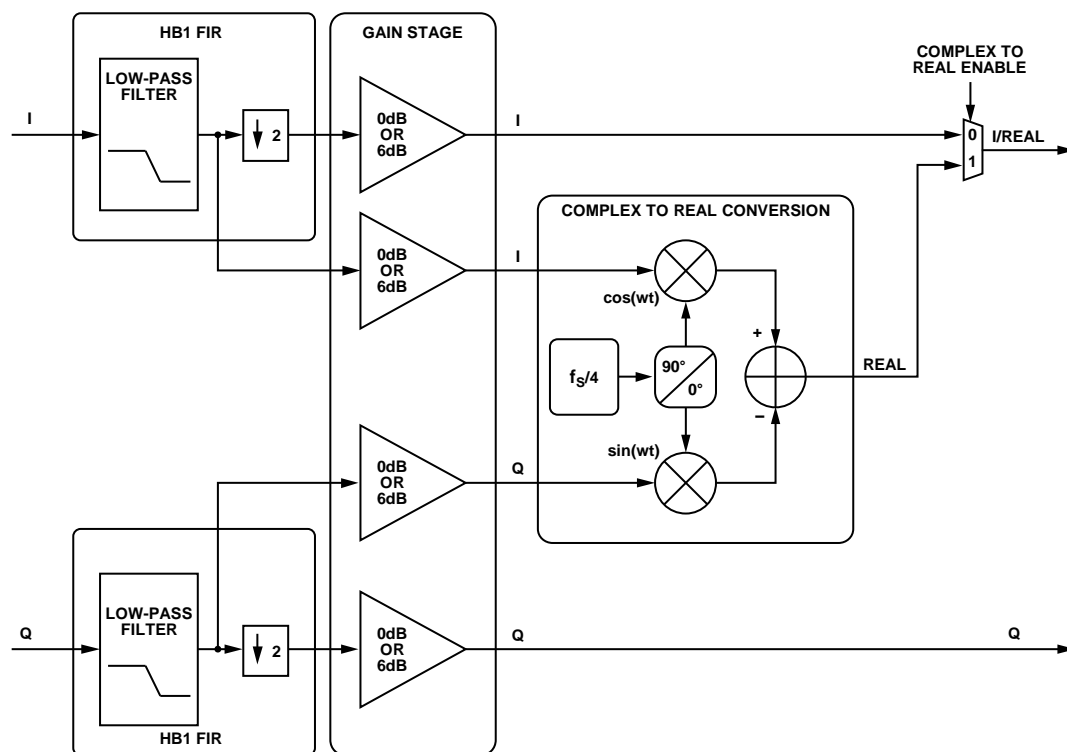 HB1 FIR
GAIN STAGE
LOW-PASS
FILTER
COMPLEX TO
REAL ENABLE
I
2
0dB
OR
6dB
I
0
1
I/REAL
COMPLEX TO REAL CONVERSION
0dB
OR
6dB
I
cos(wt)
+
fS/4
90°
0°
REAL
–
sin(wt)
0dB
OR
6dB
Q
LOW-PASS
FILTER
Q
2
0dB
OR
6dB
Q
Q
HB1 FIR